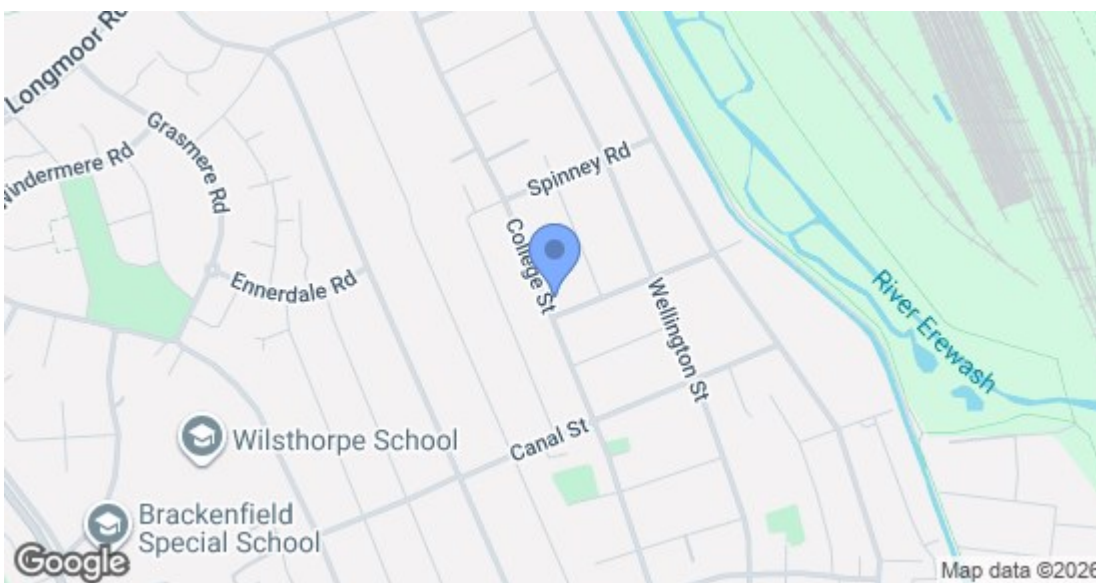 Longmoor Rd
Grasmere Rd
Windermere Rd
Ennerdale Rd
Spinney Rd
College St
Wellington St
River Erewash
Canal St
Wilsthorpe School
Brackenfield
Special School
Google
Map data ©2026